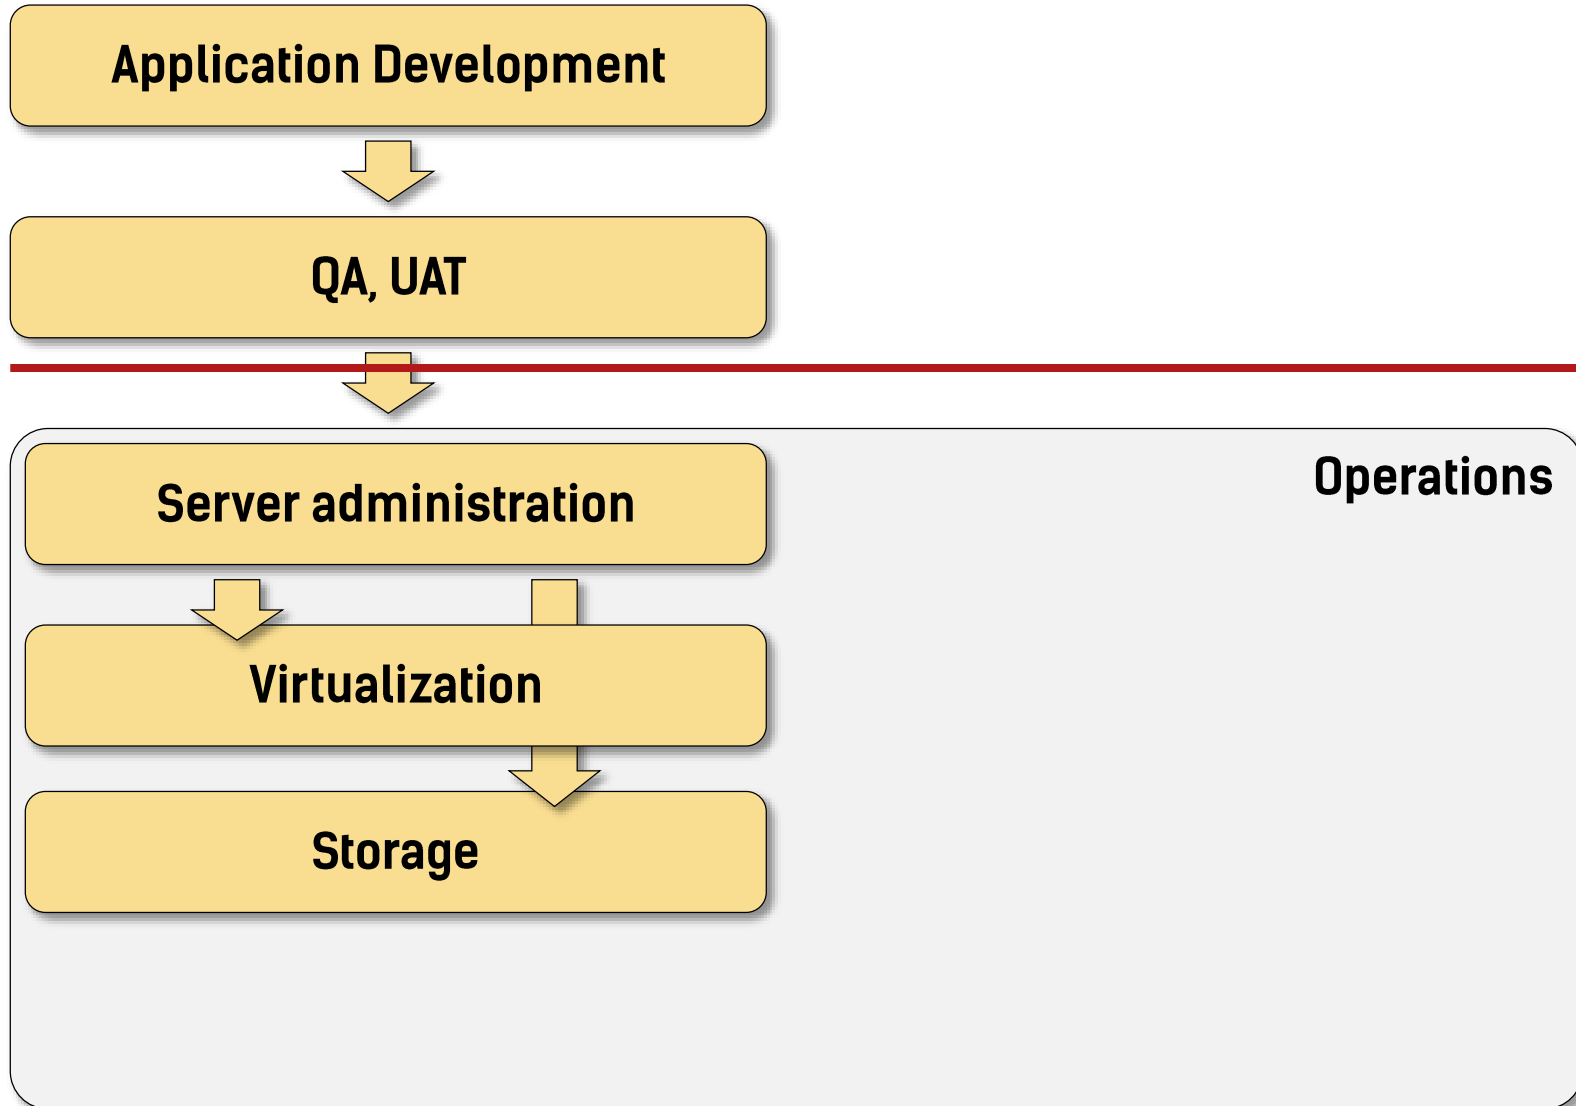 Application Development
QA, UAT
Operations
Server administration
Virtualization
Storage